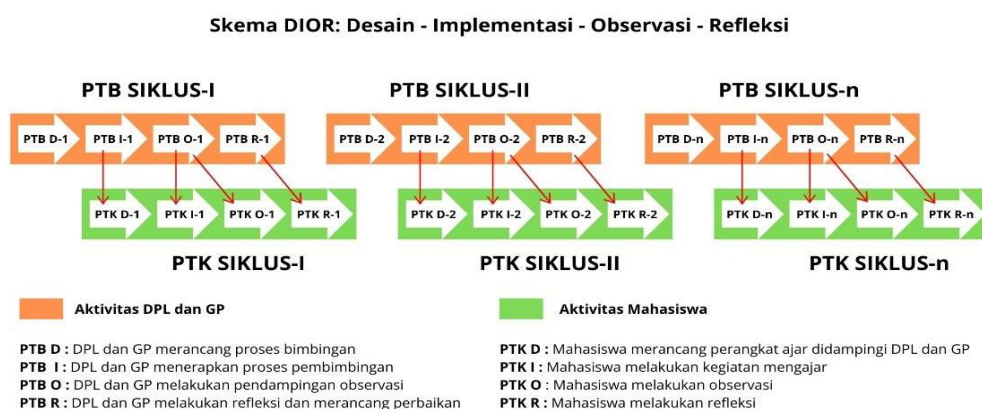 Skema DIOR: Desain - Implementasi - Observasi - Refleksi
PTB SIKLUS-I
PTB SIKLUS-II
PTB SIKLUS-n
PTB D-1 PTB I-1 PTB O-1 PTB R-1
PTB D-2 PTB I-2 PTB O-2 PTB R-2
PTB D-n PTB I-n PTB O-n PTB R-n
PTK D-1 PTK I-1 PTK O-1 PTK R-1
PTK D-2 PTK I-2 PTK O-2 PTK R-2
PTK D-n PTK I-n PTK O-n PTK R-n
PTK SIKLUS-I
PTK SIKLUS-II
PTK SIKLUS-n
Aktivitas DPL dan GP
PTB D : DPL dan GP merancang proses bimbingan
PTB I : DPL dan GP menerapkan proses pembimbingan
PTB O : DPL dan GP melakukan pendampingan observasi
PTB R : DPL dan GP melakukan refleksi dan merancang perbaikan
Aktivitas Mahasiswa
PTK D : Mahasiswa merancang perangkat ajar didampingi DPL dan GP
PTK I : Mahasiswa melakukan kegiatan mengajar
PTK O : Mahasiswa melakukan observasi
PTK R : Mahasiswa melakukan refleksi